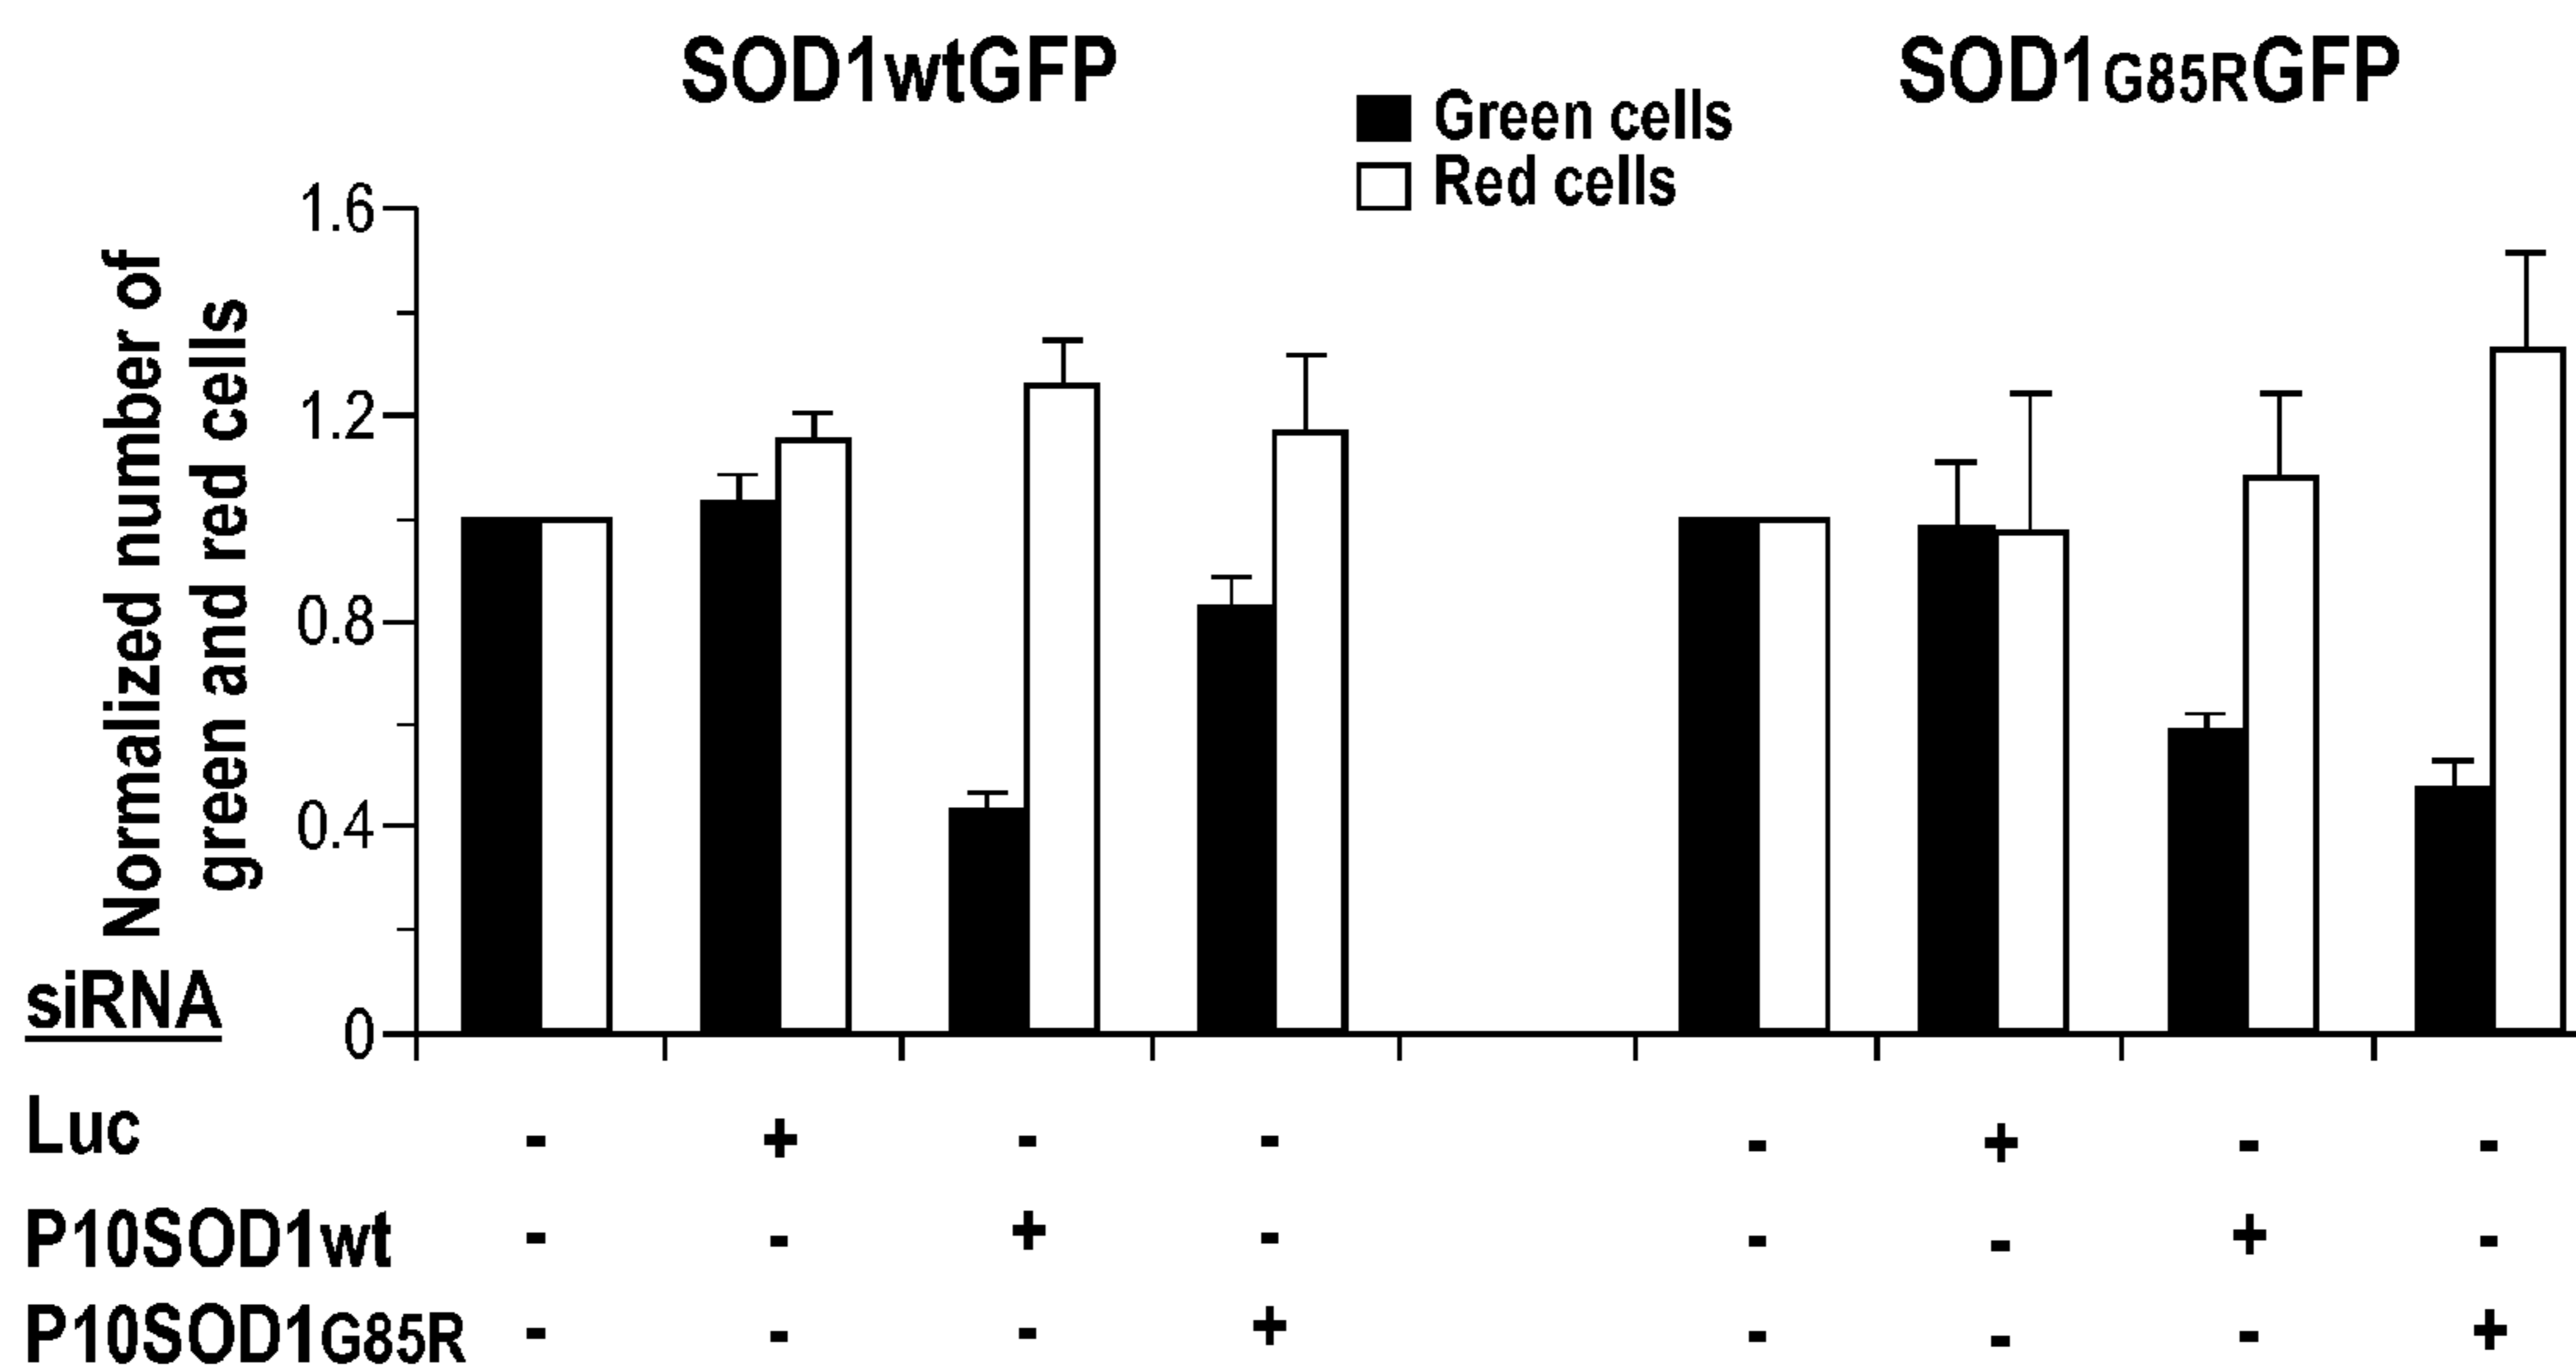 SOD1wtGFP
SOD1G85RGFP
Green cells
Red cells
Normalized number of
green and red cells
1.6
1.2
0.8
0.4
0
siRNA
Luc - + - - - + - -
P10SOD1wt - - + - - - + -
P10SOD1G85R - - - + - - - +